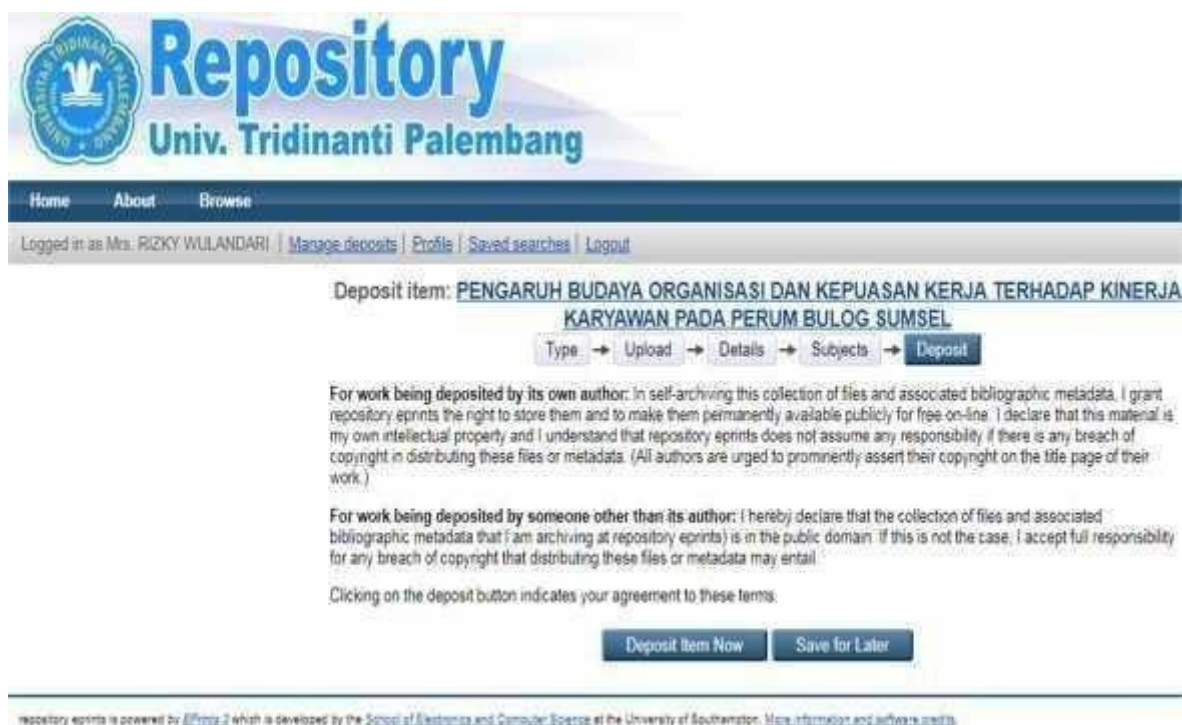 UNIVERSITAS TRIDINANTI PALEMBANG
Repository
Univ. Tridinanti Palembang
Home About Browse
Logged in as Mrs. RIZKY WULANDARI | Manage deposits | Profile | Saved searches | Logout
Deposit item: PENGARUH BUDAYA ORGANISASI DAN KEPUASAN KERJA TERHADAP KINERJA
KARYAWAN PADA PERUM BULOG SUMSEL
Type → Upload → Details → Subjects → Deposit
For work being deposited by its own author: In self-archiving this collection of files and associated bibliographic metadata, I grant
repository eprints the right to store them and to make them permanently available publicly for free on-line. I declare that this material is
my own intellectual property and I understand that repository eprints does not assume any responsibility if there is any breach of
copyright in distributing these files or metadata. (All authors are urged to prominently assert their copyright on the title page of their
work.)
For work being deposited by someone other than its author: I hereby declare that the collection of files and associated
bibliographic metadata that I am archiving at repository eprints) is in the public domain. If this is not the case, I accept full responsibility
for any breach of copyright that distributing these files or metadata may entail.
Clicking on the deposit button indicates your agreement to these terms.
Deposit Item Now Save for Later
repository eprints is powered by EPrints 3 which is developed by the School of Electronics and Computer Science at the University of Southampton. More information and software credits.